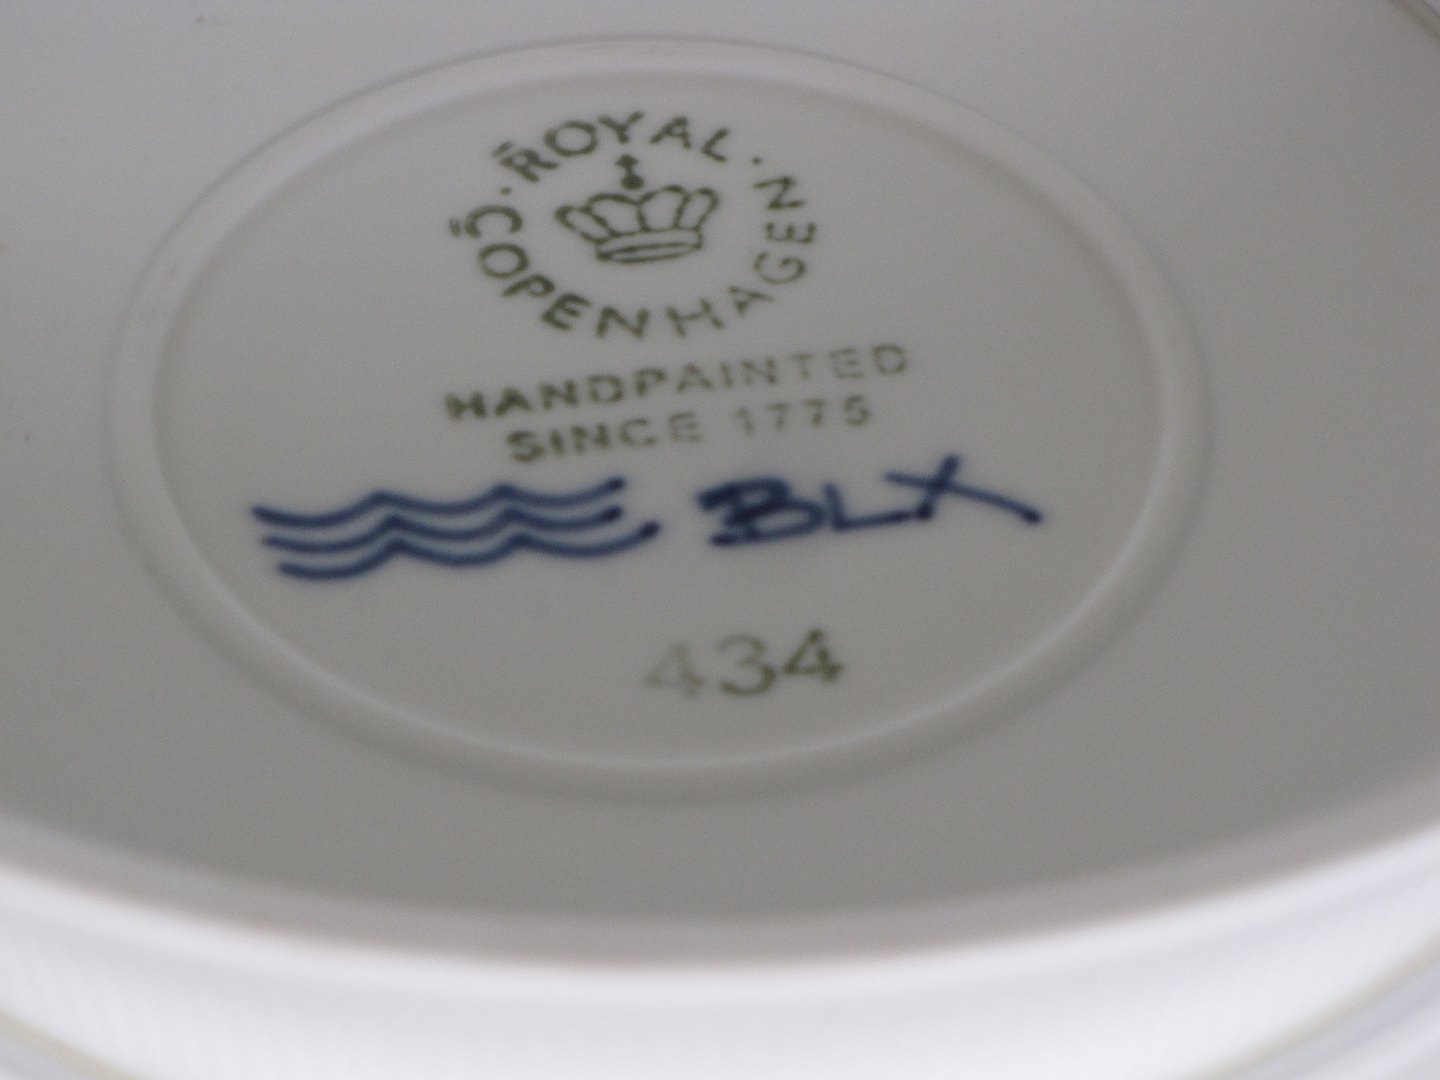 ROYAL · COPENHAGEN ·
HANDPAINTED
SINCE 1775
BLX
434